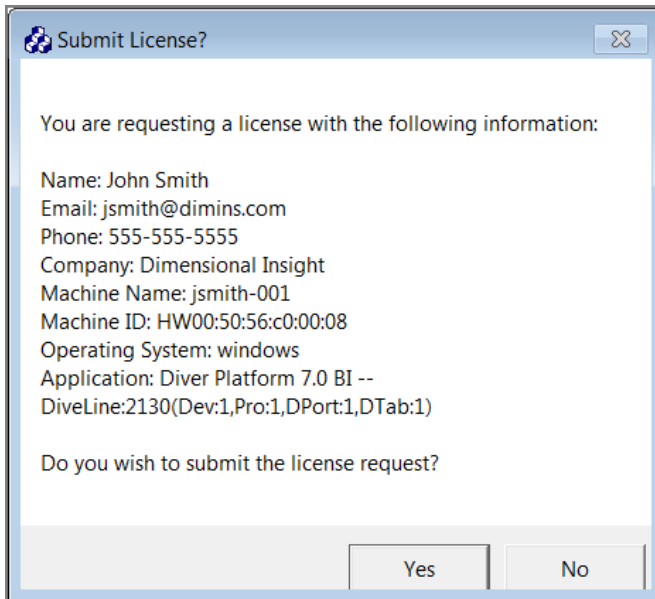 Submit License?
You are requesting a license with the following information:
Name: John Smith
Email: jsmith@dimins.com
Phone: 555-555-5555
Company: Dimensional Insight
Machine Name: jsmith-001
Machine ID: HW00:50:56:c0:00:08
Operating System: windows
Application: Diver Platform 7.0 BI --
DiveLine:2130(Dev:1,Pro:1,DPort:1,DTab:1)
Do you wish to submit the license request?
Yes
No